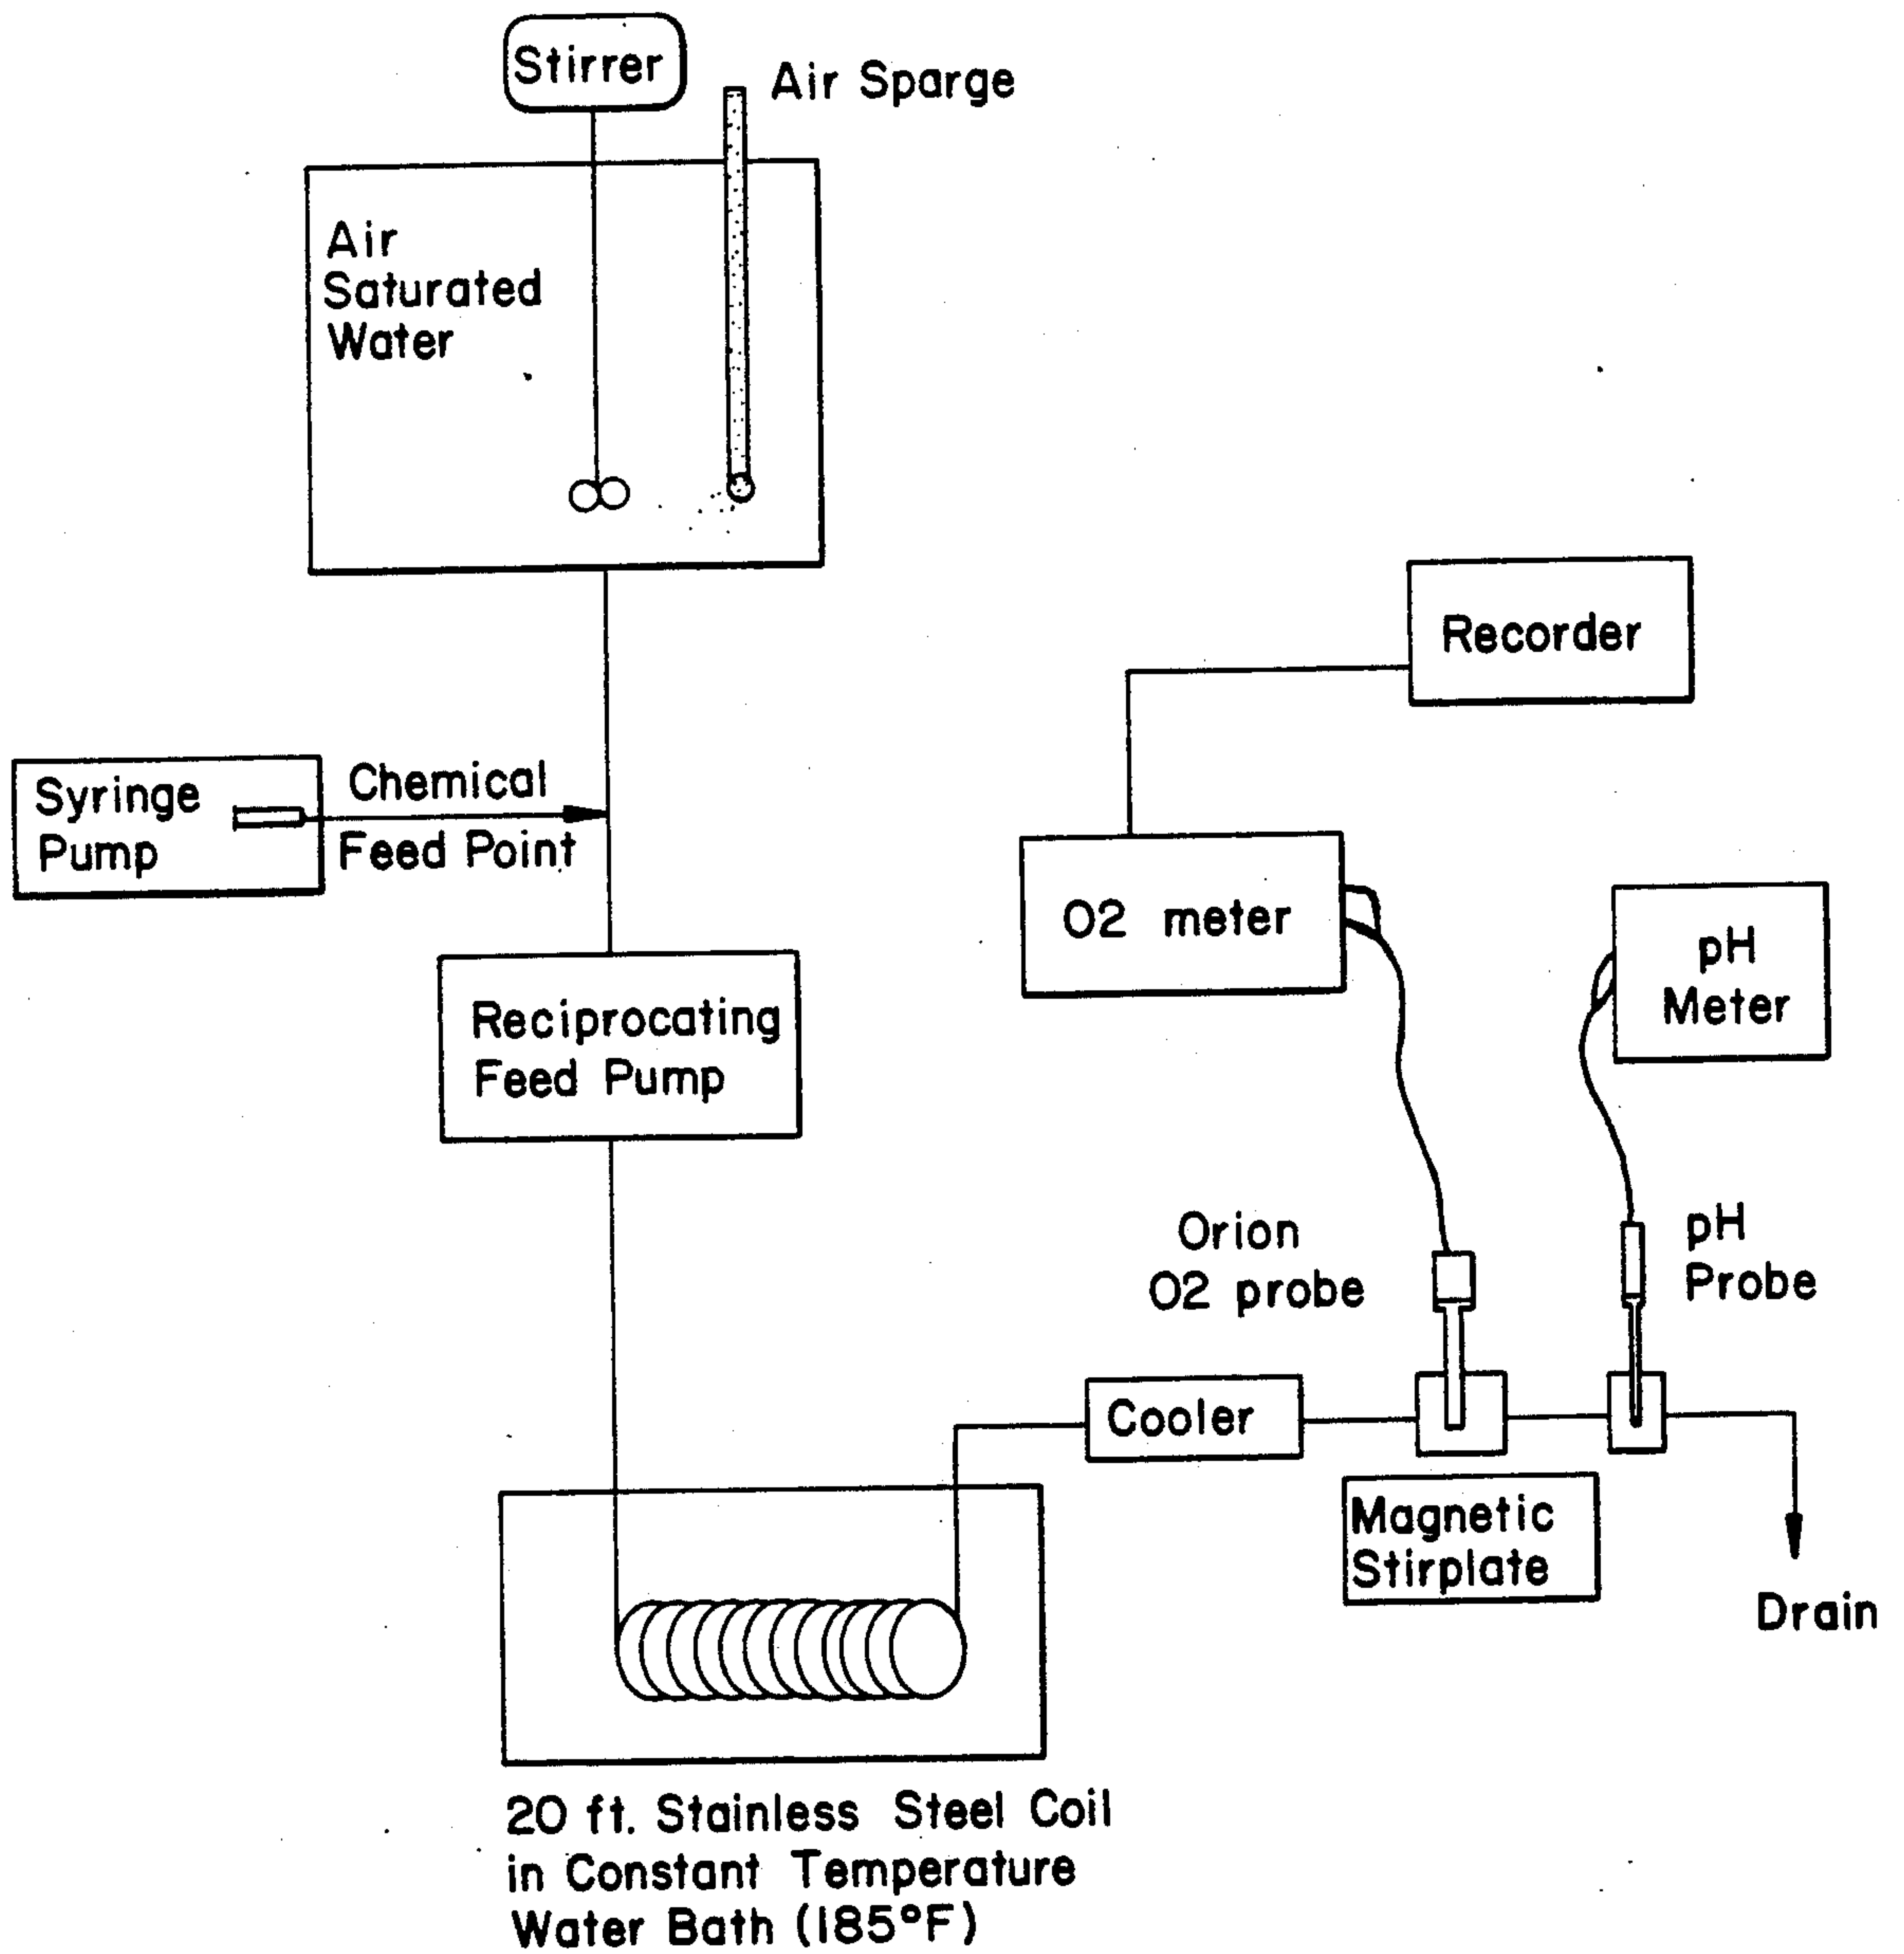 Stirrer
Air Sparge
Air
Saturated
Water
Recorder
Syringe
Pump
Chemical
Feed Point
O2 meter
pH
Meter
Reciprocating
Feed Pump
Orion
O2 probe
pH
Probe
Cooler
Magnetic
Stirplate
Drain
20 ft. Stainless Steel Coil
in Constant Temperature
Water Bath (185°F)